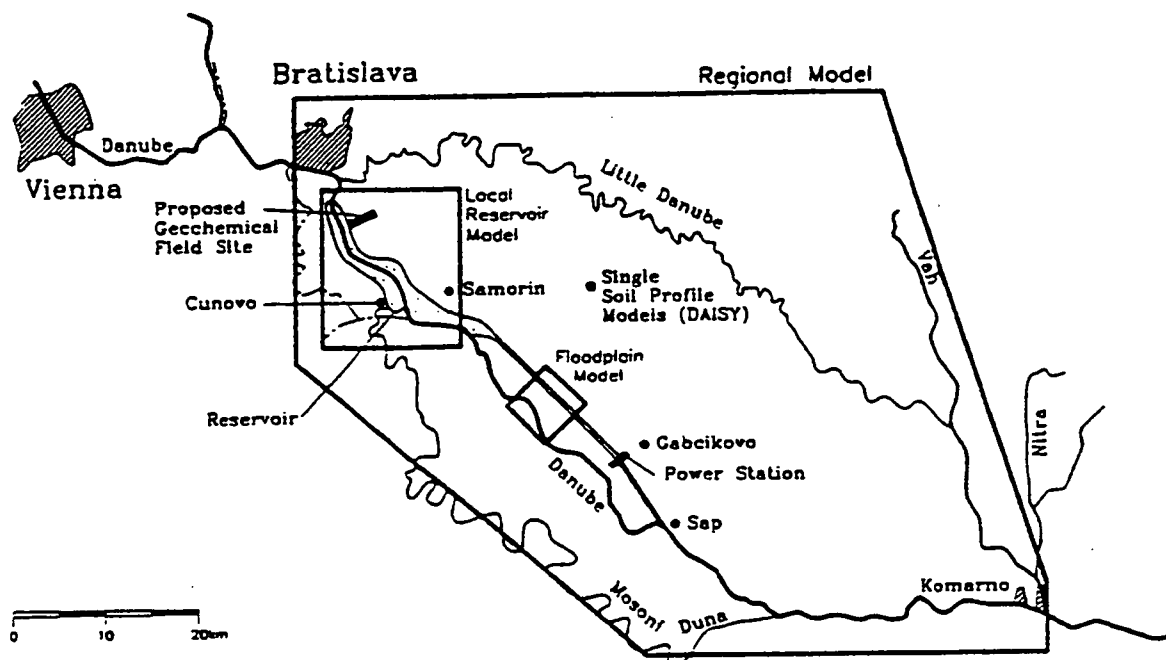 Bratislava
Regional Model
Danube
Vienna
Little Danube
Proposed
Geochemical
Field Site
Local
Reservoir
Model
Vah
Cunovo
Samorin
Single
Soil Profile
Models (DAISY)
Floodplain
Model
Reservoir
Nitra
Gabcikovo
Power Station
Danube
Sap
Komarno
Mosoni Duna
0 10 20km